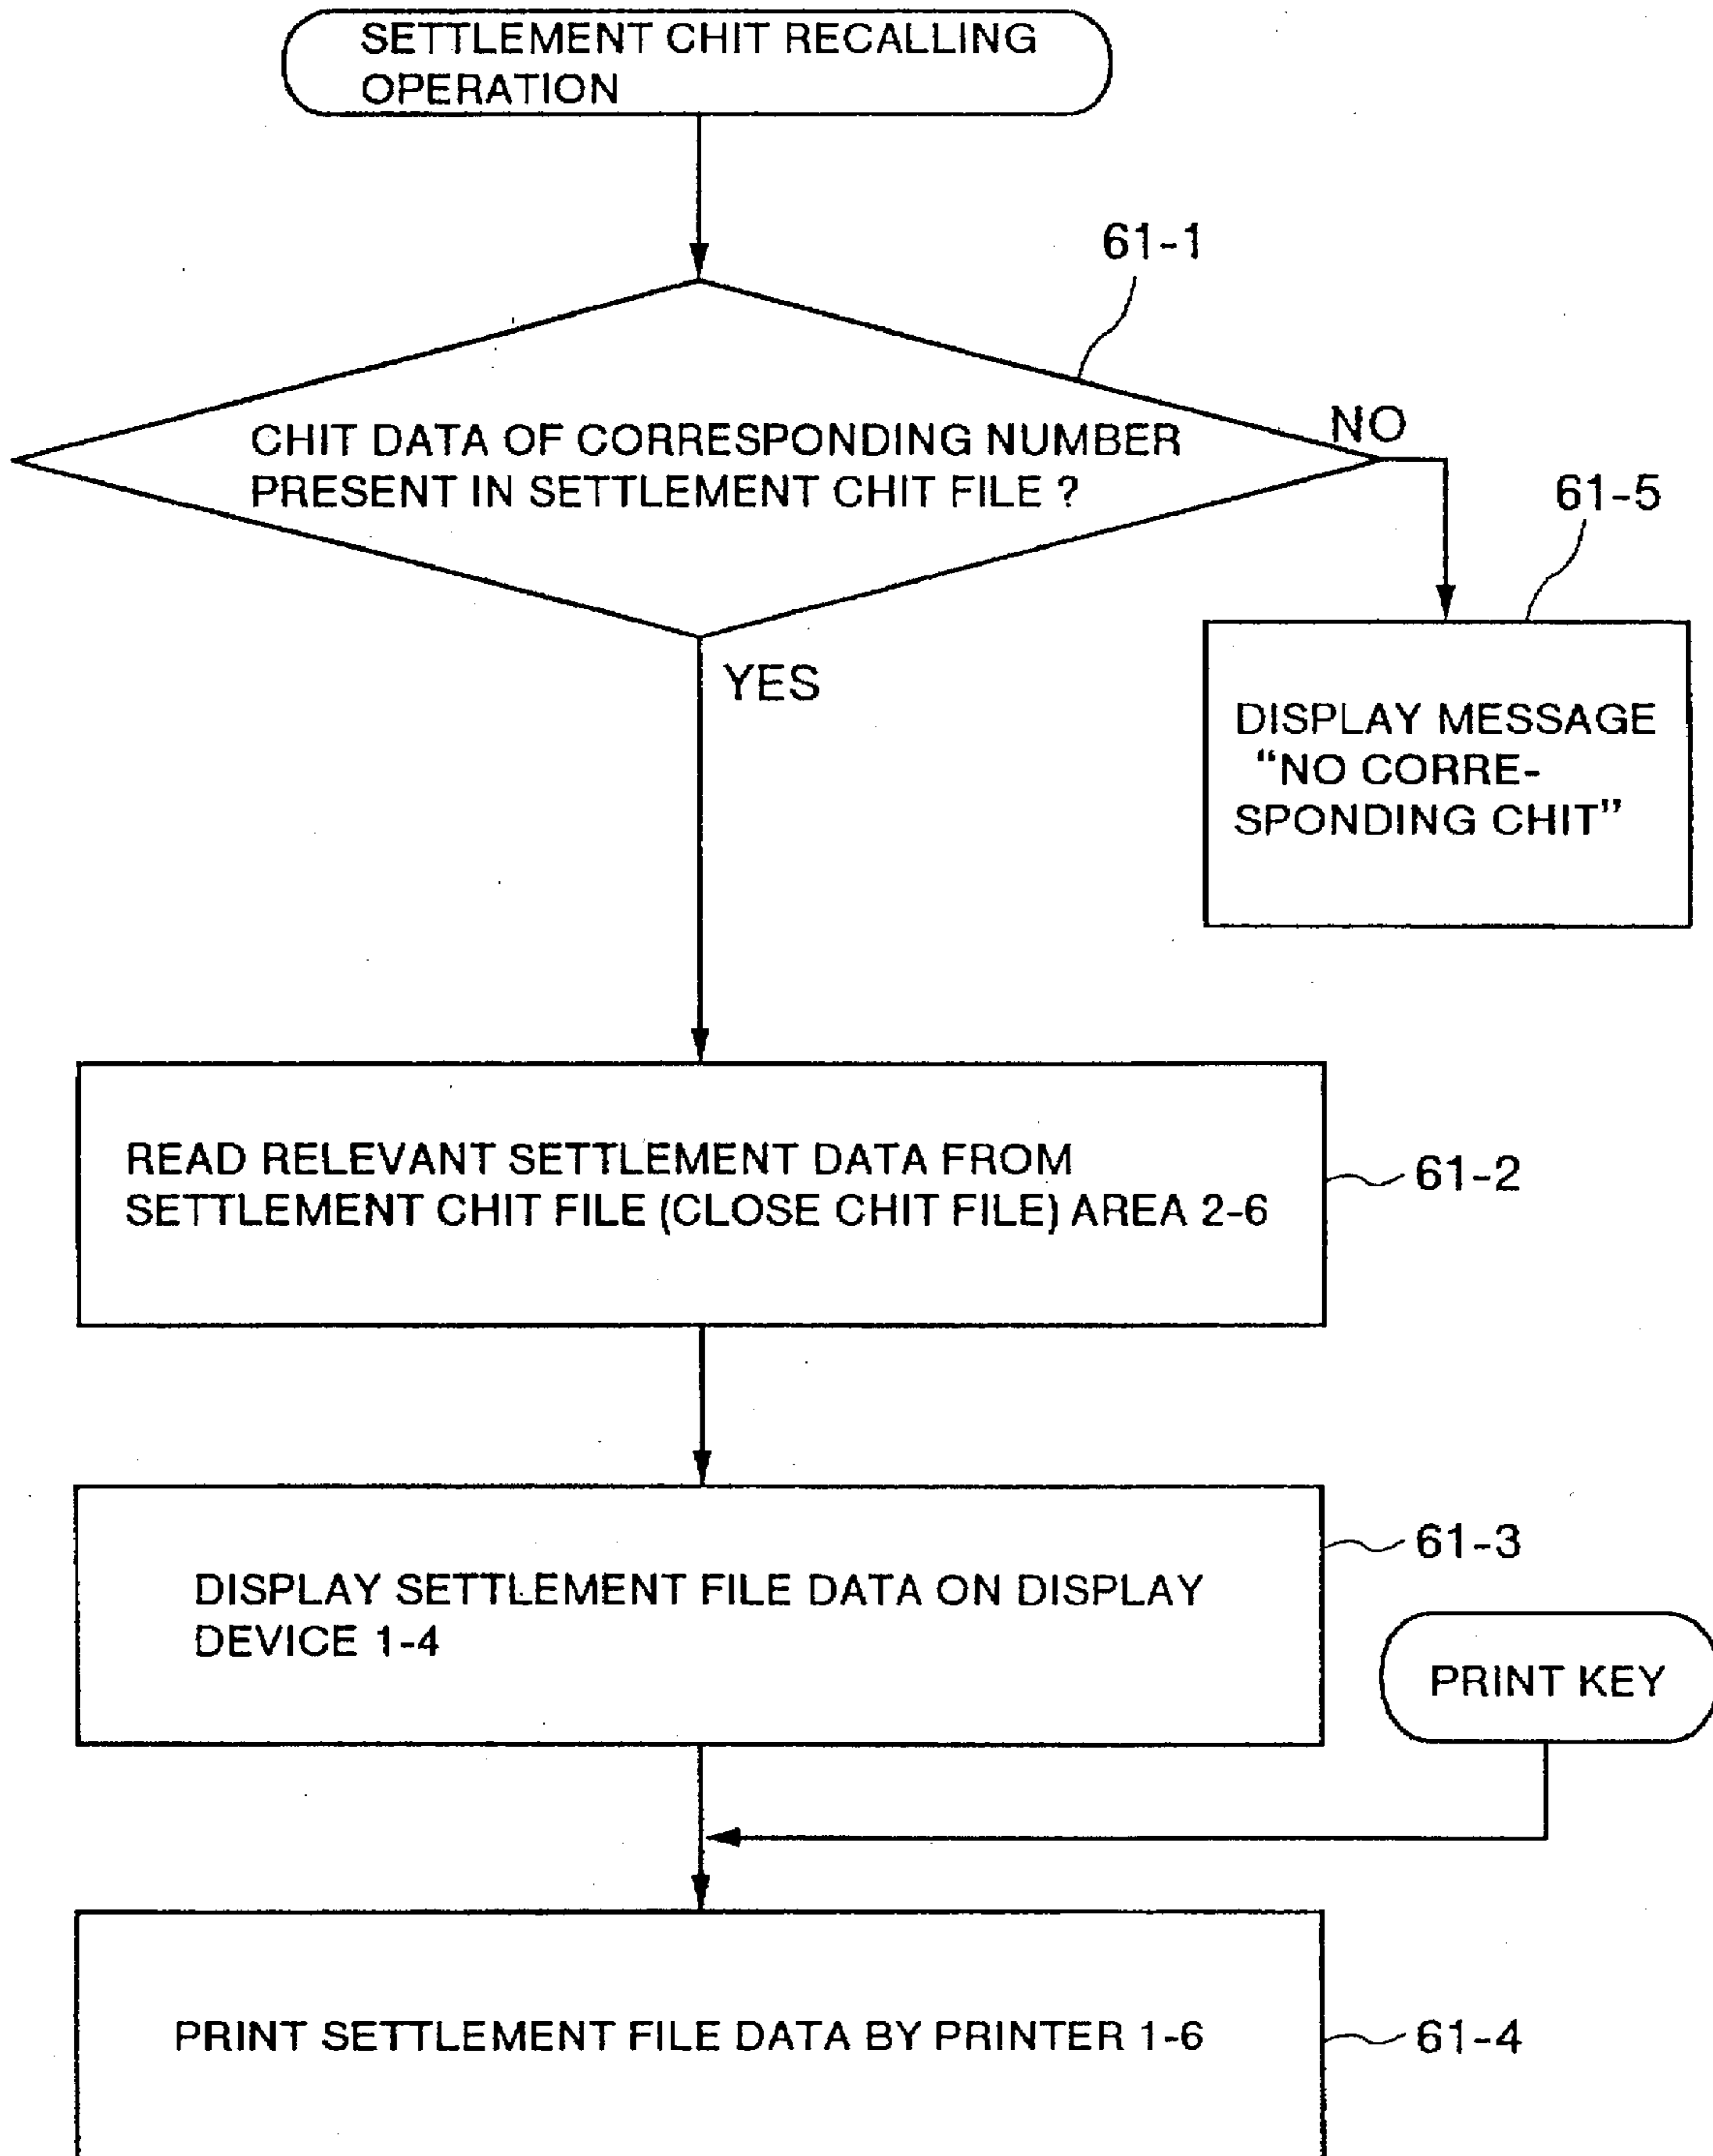 SETTLEMENT CHIT RECALLING
OPERATION
61-1
CHIT DATA OF CORRESPONDING NUMBER
PRESENT IN SETTLEMENT CHIT FILE ?
NO
61-5
YES
DISPLAY MESSAGE
“NO CORRE-
SPONDING CHIT”
READ RELEVANT SETTLEMENT DATA FROM
SETTLEMENT CHIT FILE (CLOSE CHIT FILE) AREA 2-6
61-2
61-3
DISPLAY SETTLEMENT FILE DATA ON DISPLAY
DEVICE 1-4
PRINT KEY
PRINT SETTLEMENT FILE DATA BY PRINTER 1-6
61-4